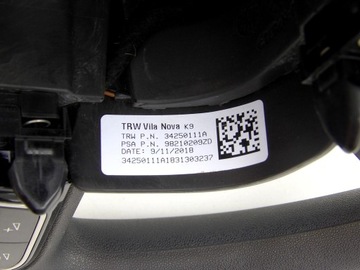 TRW Vila Nova K9
TRW P.N. 34250111A
PSA P.N. 98210209ZD
DATE: 9/11/2018
34250111A1831303237